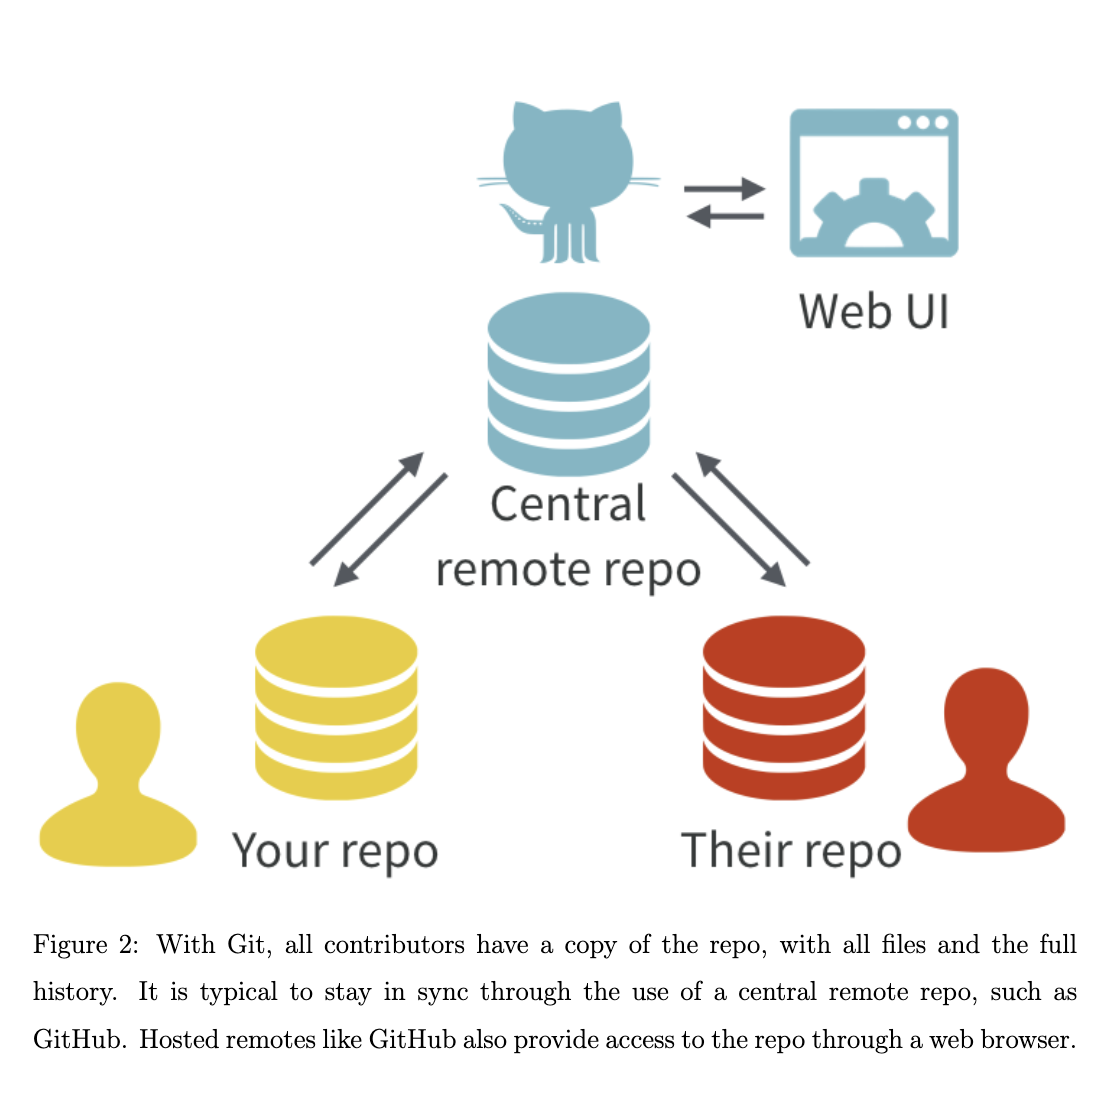 Web UI
Central
remote repo
Your repo
Their repo
Figure 2: With Git, all contributors have a copy of the repo, with all files and the full
history. It is typical to stay in sync through the use of a central remote repo, such as
GitHub. Hosted remotes like GitHub also provide access to the repo through a web browser.